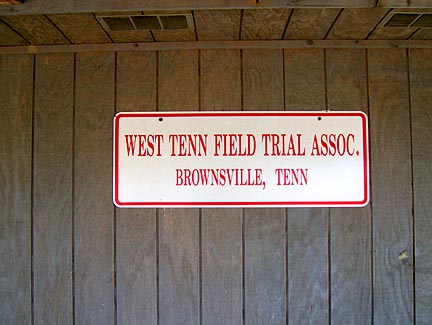 WEST TENN FIELD TRIAL ASSOC.
BROWNSVILLE, TENN